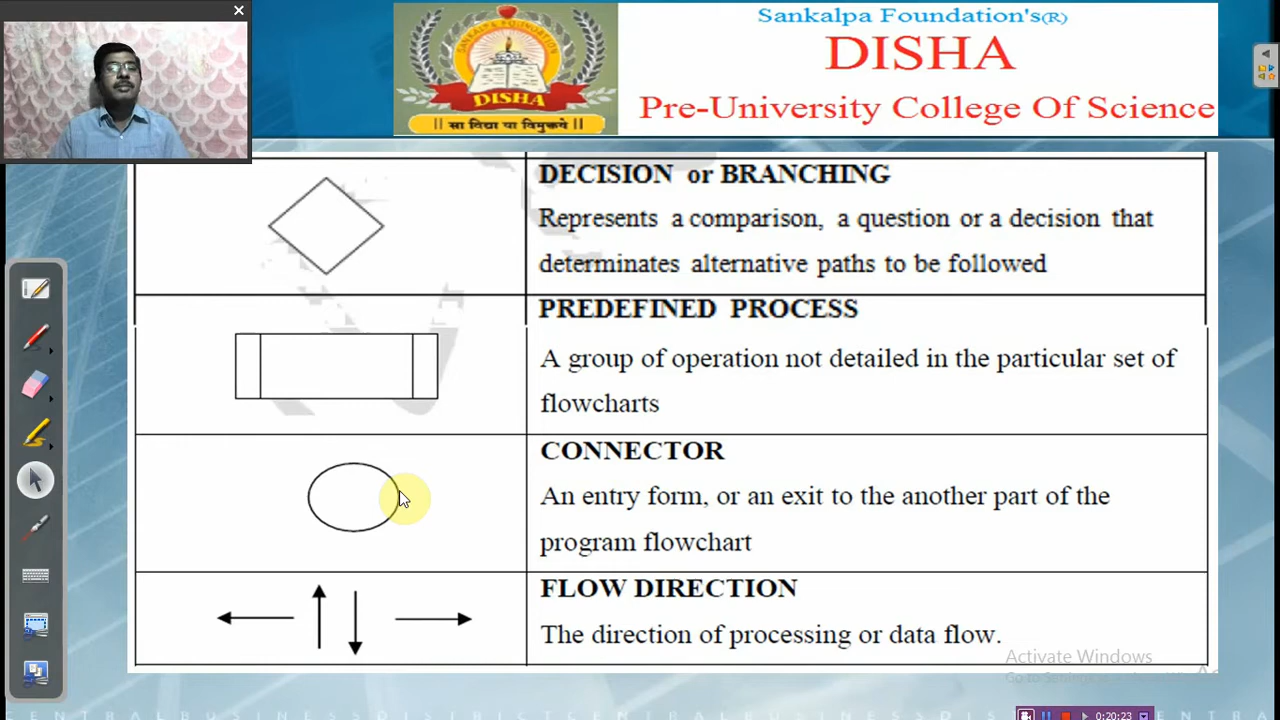 Sankalpa Foundation's(R)
DISHA
Pre-University College Of Science
SANKALPA FOUNDATION
DISHA
|| सा विद्या या विमुक्तये ||
DECISION or BRANCHING
Represents a comparison, a question or a decision that
determinates alternative paths to be followed
PREDEFINED PROCESS
A group of operation not detailed in the particular set of
flowcharts
CONNECTOR
An entry form, or an exit to the another part of the
program flowchart
FLOW DIRECTION
The direction of processing or data flow.
Activate Windows
0:20:23